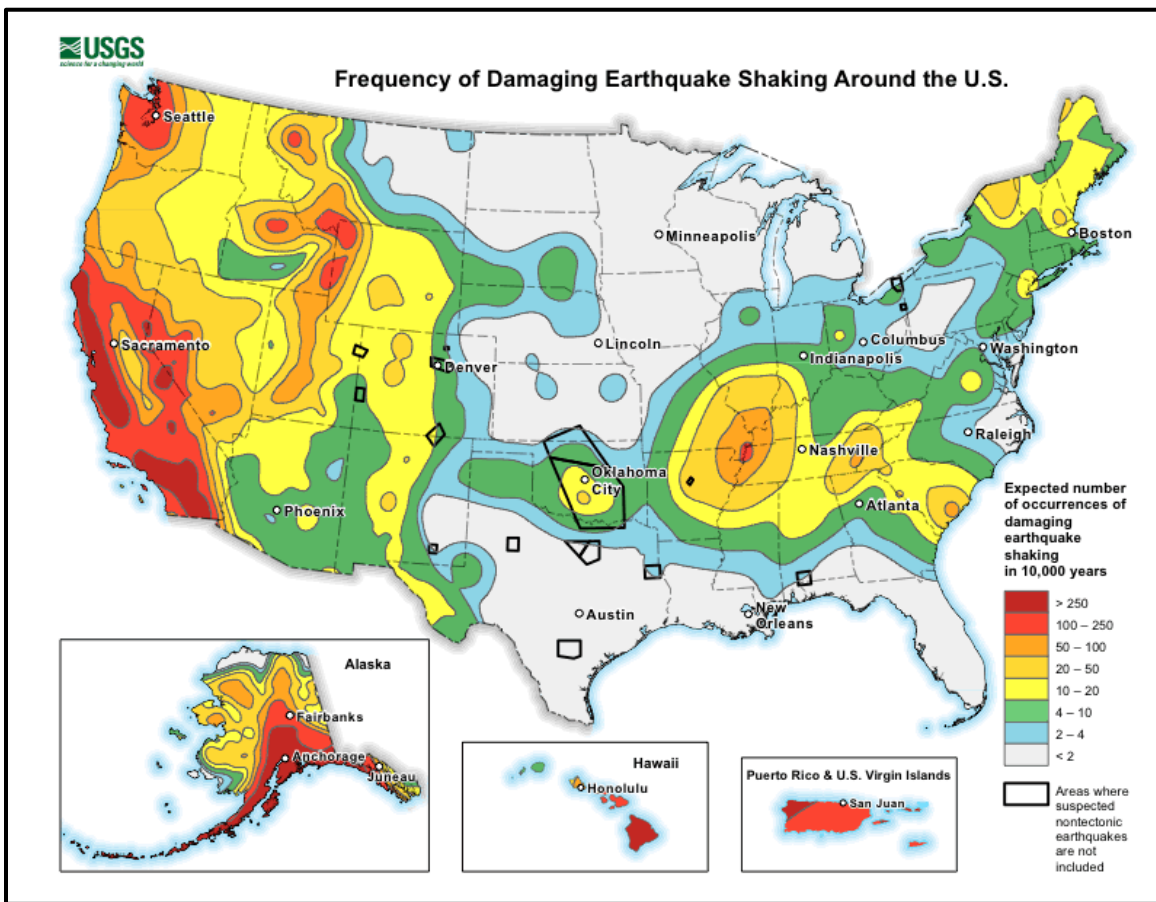 USGS
science for a changing world
Frequency of Damaging Earthquake Shaking Around the U.S.
Seattle
Minneapolis
Boston
Sacramento
Lincoln
Columbus
Washington
Indianapolis
Denver
Raleigh
Nashville
Oklahoma
City
Phoenix
Atlanta
Austin
New
Orleans
Expected number
of occurrences of
damaging
earthquake
shaking
in 10,000 years
> 250
100 – 250
50 – 100
20 – 50
10 – 20
4 – 10
2 – 4
< 2
Areas where
suspected
nontectonic
earthquakes
are not
included
Alaska
Fairbanks
Anchorage
Juneau
Hawaii
Honolulu
Puerto Rico & U.S. Virgin Islands
San Juan